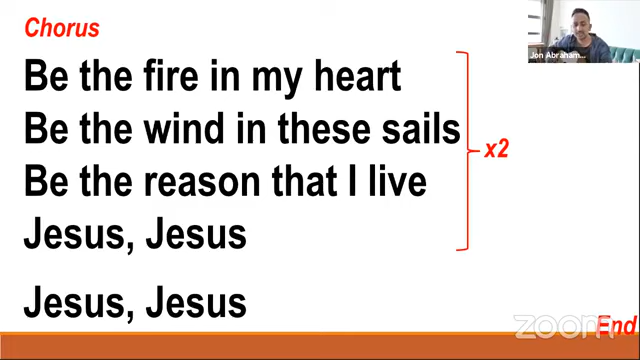 Chorus
Be the fire in my heart
Be the wind in these sails
Be the reason that I live
Jesus, Jesus
x2
Jesus, Jesus
End
zoom
Jon Abraham...